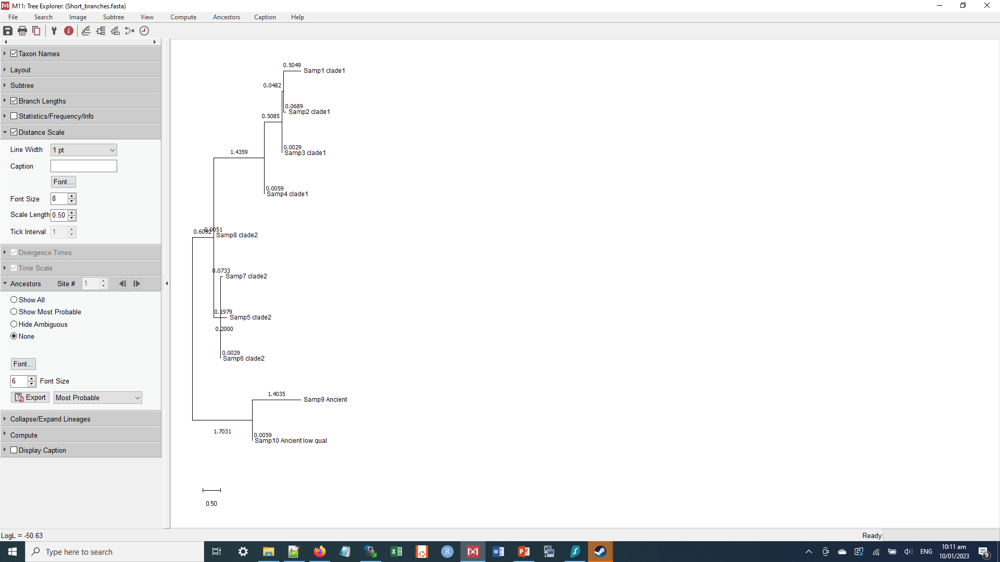 M11: Tree Explorer: (Short_branches.fasta)
File Search Image Subtree View Compute Ancestors Caption Help
Taxon Names
Layout
Subtree
Branch Lengths
Statistics/Frequency/Info
Distance Scale
Line Width 1 pt
Caption
Font...
Font Size 8
Scale Length 0.50
Tick Interval 1
Divergence Times
Time Scale
Ancestors Site # 1
Show All
Show Most Probable
Hide Ambiguous
None
Font...
6 Font Size
Export Most Probable
Collapse/Expand Lineages
Compute
Display Caption
0.5049
Samp1 clade1
0.0482
0.0689
Samp2 clade1
0.5085
0.0029
Samp3 clade1
1.4359
0.0059
Samp4 clade1
0.0051
0.6092
Samp8 clade2
0.0733
Samp7 clade2
0.1979
Samp5 clade2
0.2000
0.0029
Samp6 clade2
1.4035
Samp9 Ancient
1.7031
0.0059
Samp10 Ancient low qual
0.50
LogL = -50.63
Ready
Type here to search
R
ENG
10:11 am
10/01/2023
9